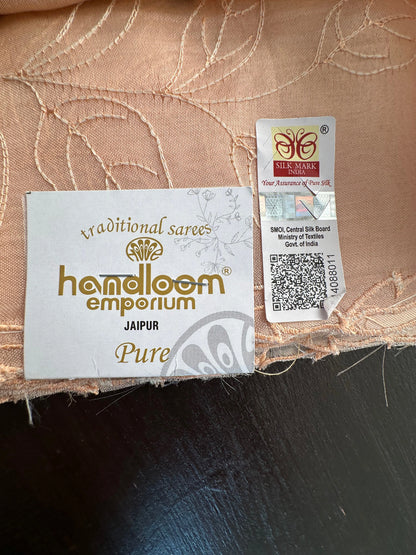 traditional sarees
handloom®
emporium
JAIPUR
Pure
®
SILK MARK
INDIA
Your Assurance of Pure Silk
SMOI, Central Silk Board
Ministry of Textiles
Govt. of India
14088011